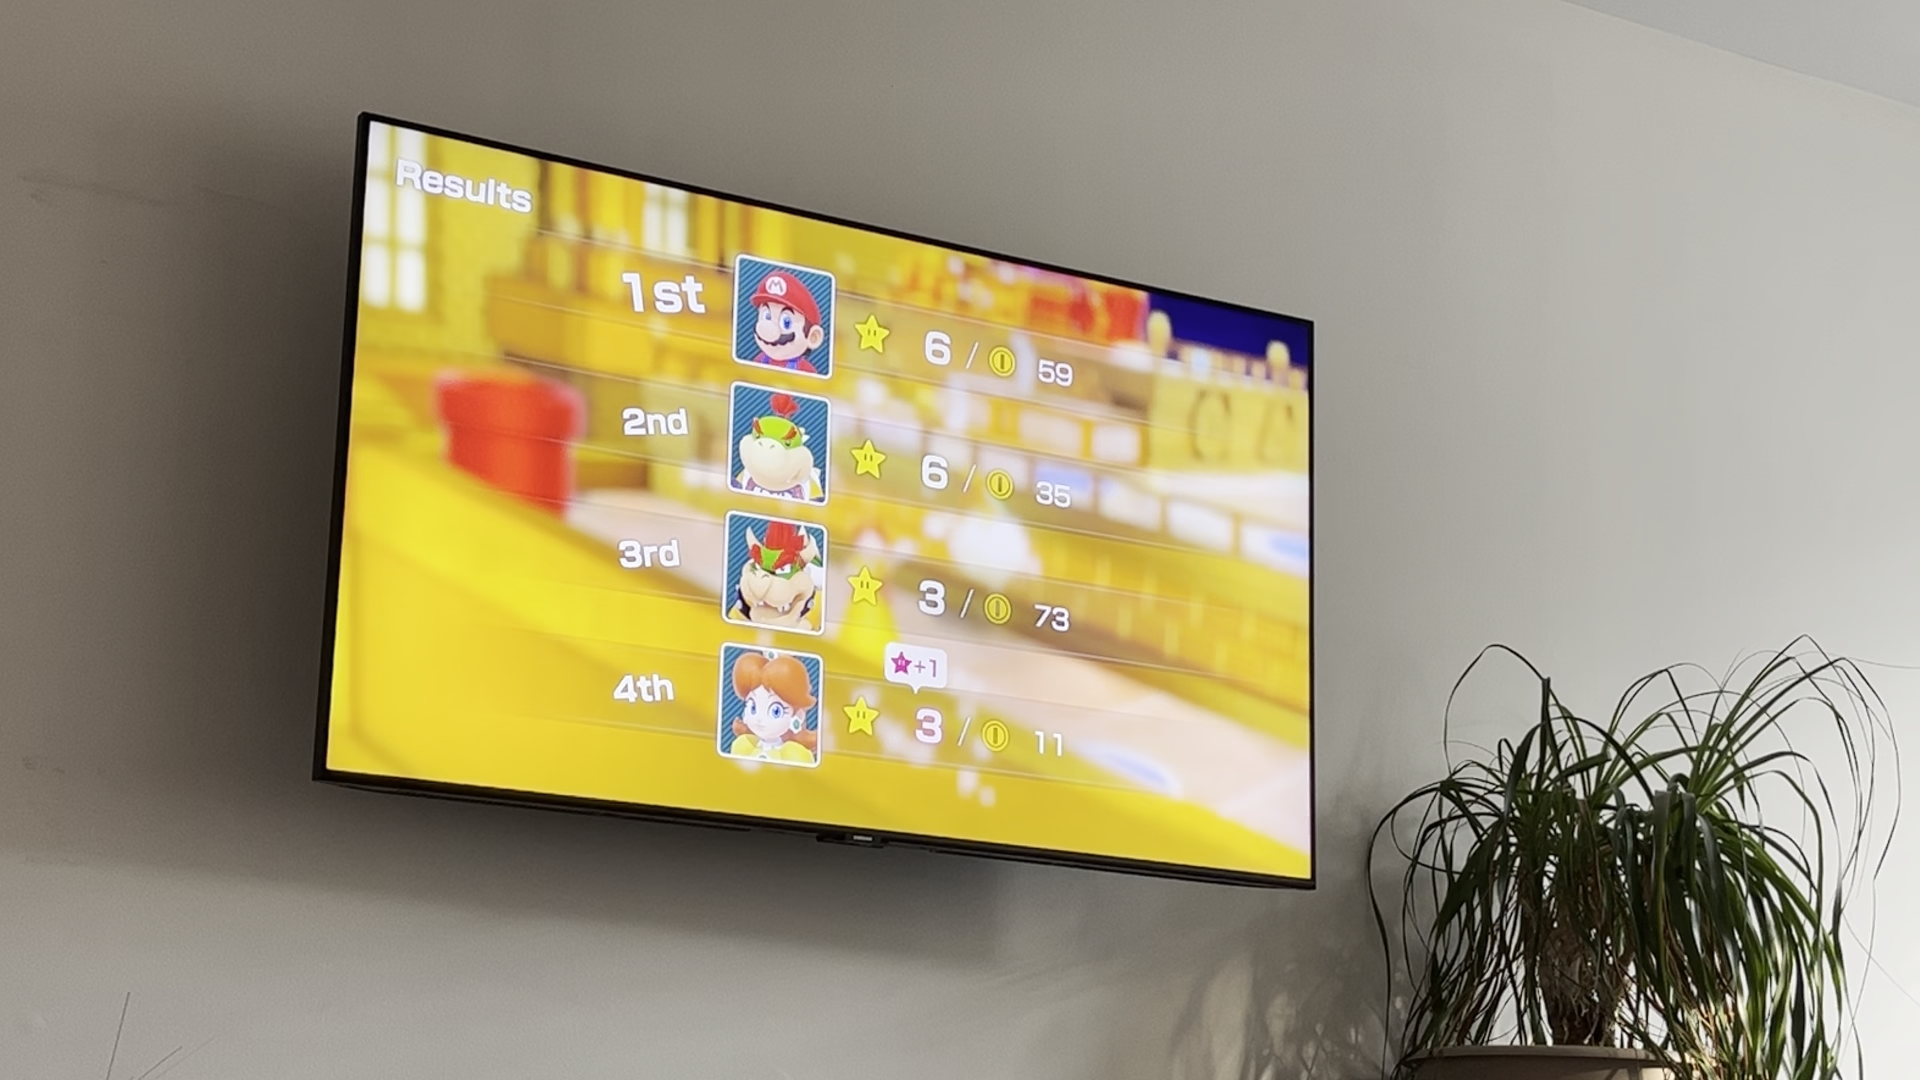 Results
1st 6 / 59
2nd 6 / 35
3rd 3 / 73
+1
4th 3 / 11